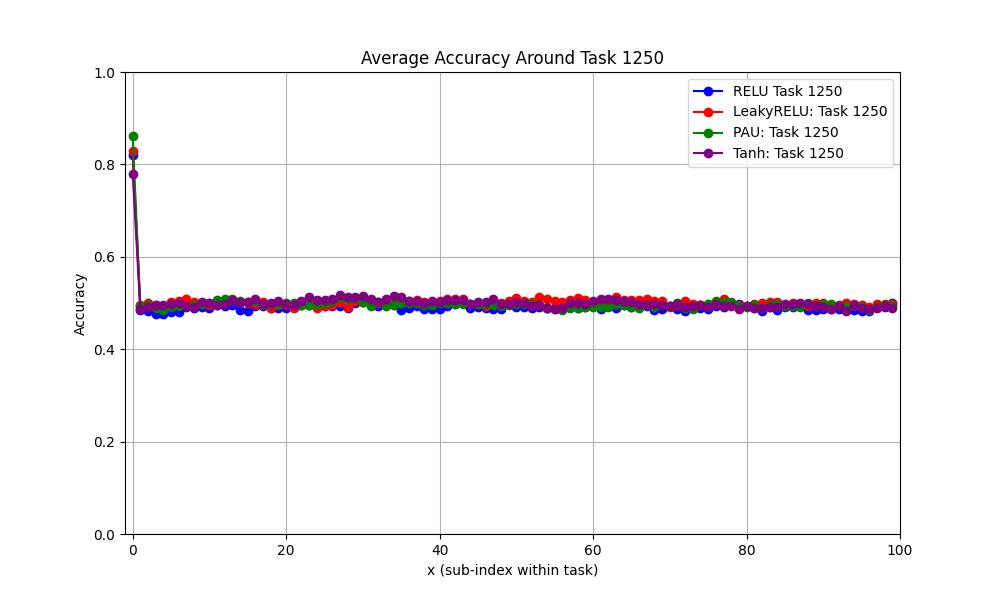 Average Accuracy Around Task 1250
RELU Task 1250
LeakyRELU: Task 1250
PAU: Task 1250
Tanh: Task 1250
1.0
0.8
0.6
0.4
0.2
0.0
Accuracy
0 20 40 60 80 100
x (sub-index within task)